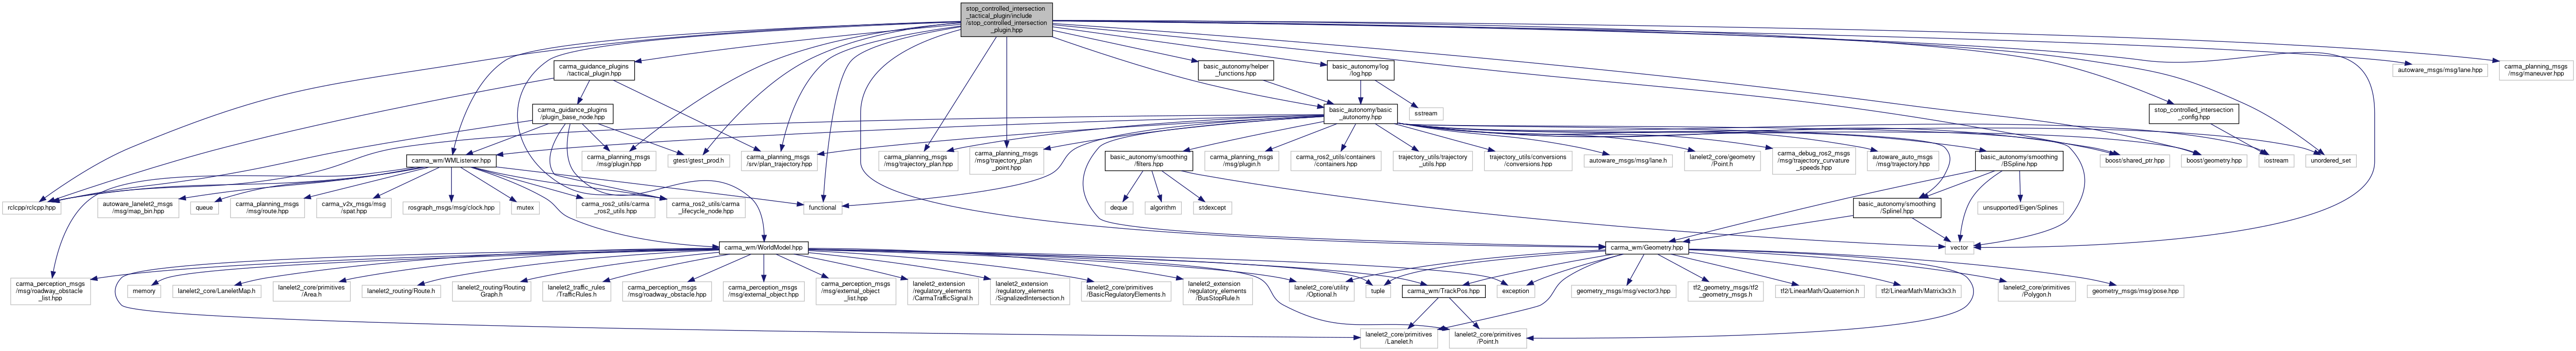 stop_controlled_intersection
_tactical_plugin/include
/stop_controlled_intersection
_plugin.hpp
carma_guidance_plugins
/tactical_plugin.hpp
basic_autonomy/helper
_functions.hpp
basic_autonomy/log
/log.hpp
autoware_msgs/msg/lane.hpp
carma_planning_msgs
/msg/maneuver.hpp
carma_guidance_plugins
/plugin_base_node.hpp
basic_autonomy/basic
_autonomy.hpp
sstream
stop_controlled_intersection
_config.hpp
carma_wm/WMListener.hpp
carma_planning_msgs
/msg/plugin.hpp
gtest/gtest_prod.h
carma_planning_msgs
/srv/plan_trajectory.hpp
carma_planning_msgs
/msg/trajectory_plan.hpp
carma_planning_msgs
/msg/trajectory_plan
_point.hpp
basic_autonomy/smoothing
/filters.hpp
carma_planning_msgs
/msg/plugin.h
carma_ros2_utils/containers
/containers.hpp
trajectory_utils/trajectory
_utils.hpp
trajectory_utils/conversions
/conversions.hpp
autoware_msgs/msg/lane.h
lanelet2_core/geometry
/Point.h
carma_debug_ros2_msgs
/msg/trajectory_curvature
_speeds.hpp
autoware_auto_msgs
/msg/trajectory.hpp
basic_autonomy/smoothing
/BSpline.hpp
boost/shared_ptr.hpp
boost/geometry.hpp
iostream
unordered_set
rclcpp/rclcpp.hpp
autoware_lanelet2_msgs
/msg/map_bin.hpp
queue
carma_planning_msgs
/msg/route.hpp
carma_v2x_msgs/msg
/spat.hpp
rosgraph_msgs/msg/clock.hpp
mutex
carma_ros2_utils/carma
_ros2_utils.hpp
carma_ros2_utils/carma
_lifecycle_node.hpp
functional
deque
algorithm
stdexcept
basic_autonomy/smoothing
/SplineI.hpp
unsupported/Eigen/Splines
carma_wm/WorldModel.hpp
carma_wm/Geometry.hpp
vector
carma_perception_msgs
/msg/roadway_obstacle
_list.hpp
memory
lanelet2_core/LaneletMap.h
lanelet2_core/primitives
/Area.h
lanelet2_routing/Route.h
lanelet2_routing/Routing
Graph.h
lanelet2_traffic_rules
/TrafficRules.h
carma_perception_msgs
/msg/roadway_obstacle.hpp
carma_perception_msgs
/msg/external_object.hpp
carma_perception_msgs
/msg/external_object
_list.hpp
lanelet2_extension
/regulatory_elements
/CarmaTrafficSignal.h
lanelet2_extension
/regulatory_elements
/SignalizedIntersection.h
lanelet2_core/primitives
/BasicRegulatoryElements.h
lanelet2_extension
/regulatory_elements
/BusStopRule.h
lanelet2_core/utility
/Optional.h
tuple
carma_wm/TrackPos.hpp
exception
geometry_msgs/msg/vector3.hpp
tf2_geometry_msgs/tf2
_geometry_msgs.h
tf2/LinearMath/Quaternion.h
tf2/LinearMath/Matrix3x3.h
lanelet2_core/primitives
/Polygon.h
geometry_msgs/msg/pose.hpp
lanelet2_core/primitives
/Lanelet.h
lanelet2_core/primitives
/Point.h